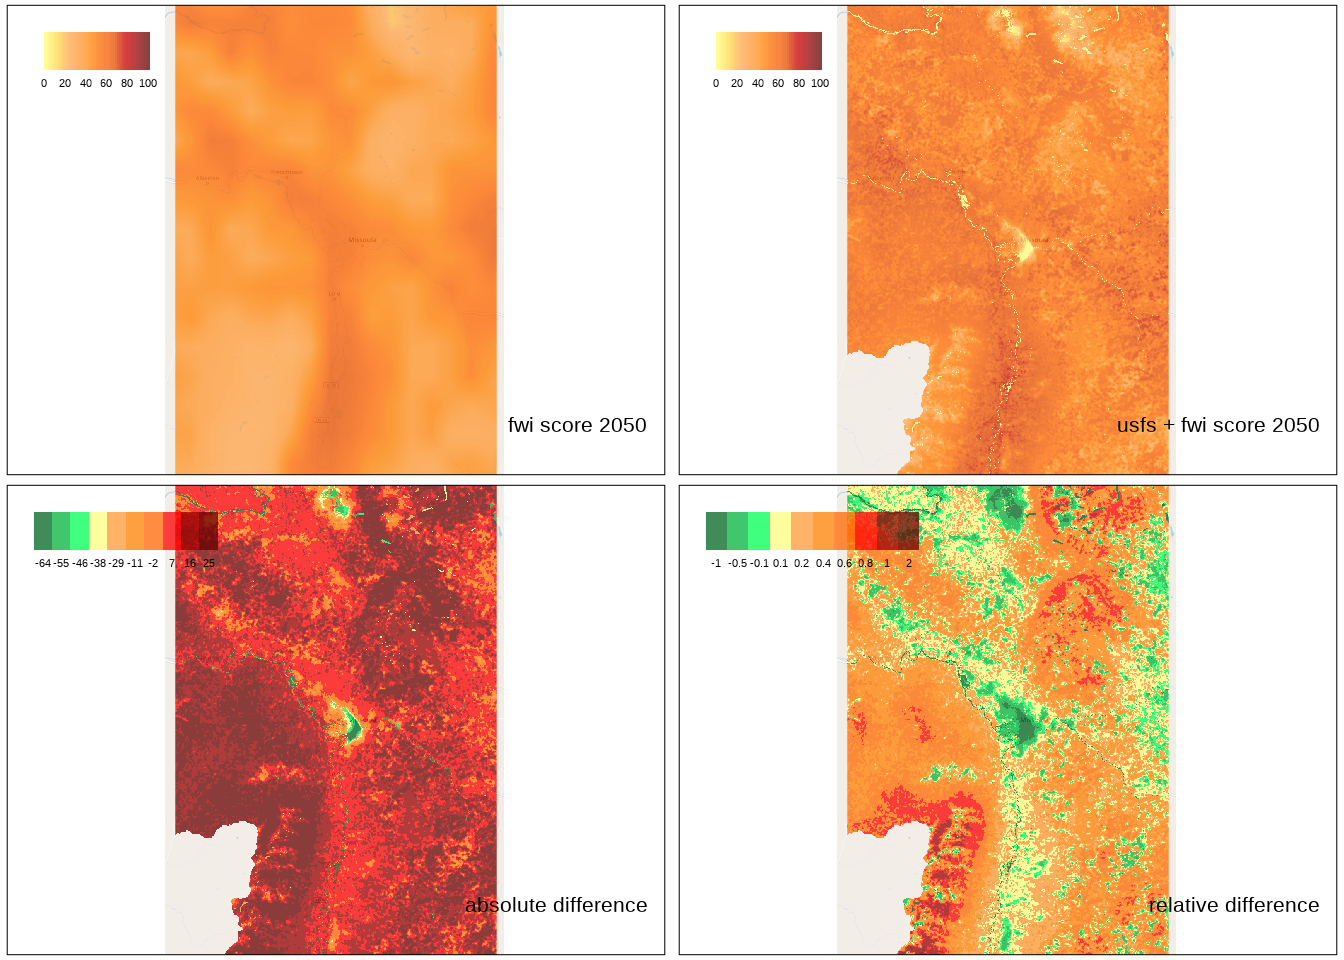 0 20 40 60 80 100
Missoula
fwi score 2050
0 20 40 60 80 100
usfs + fwi score 2050
-64 -55 -46 -38 -29 -11 -2 7 16 25
absolute difference
-1 -0.5 -0.1 0.1 0.2 0.4 0.6 0.8 1 2
relative difference